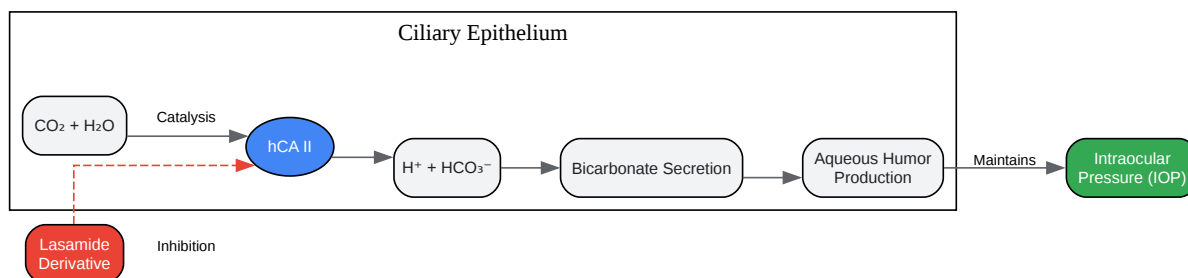 Ciliary Epithelium
CO₂ + H₂O
Catalysis
hCA II
H⁺ + HCO₃⁻
Bicarbonate Secretion
Aqueous Humor
Production
Maintains
Intraocular
Pressure (IOP)
Lasamide
Derivative
Inhibition